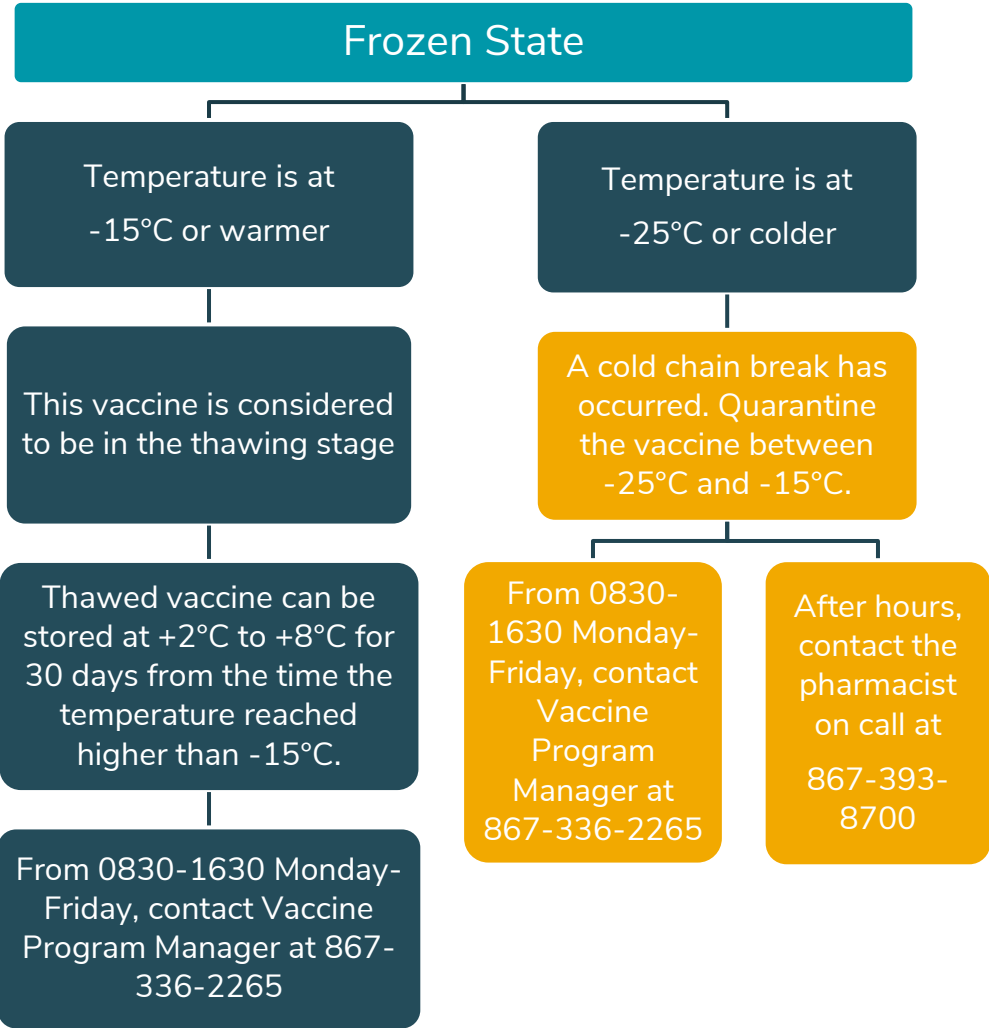 Frozen State
Temperature is at
-15°C or warmer
This vaccine is considered
to be in the thawing stage
Thawed vaccine can be
stored at +2°C to +8°C for
30 days from the time the
temperature reached
higher than -15°C.
From 0830-1630 Monday-
Friday, contact Vaccine
Program Manager at 867-
336-2265
Temperature is at
-25°C or colder
A cold chain break has
occurred. Quarantine
the vaccine between
-25°C and -15°C.
From 0830-
1630 Monday-
Friday, contact
Vaccine
Program
Manager at
867-336-2265
After hours,
contact the
pharmacist
on call at
867-393-
8700